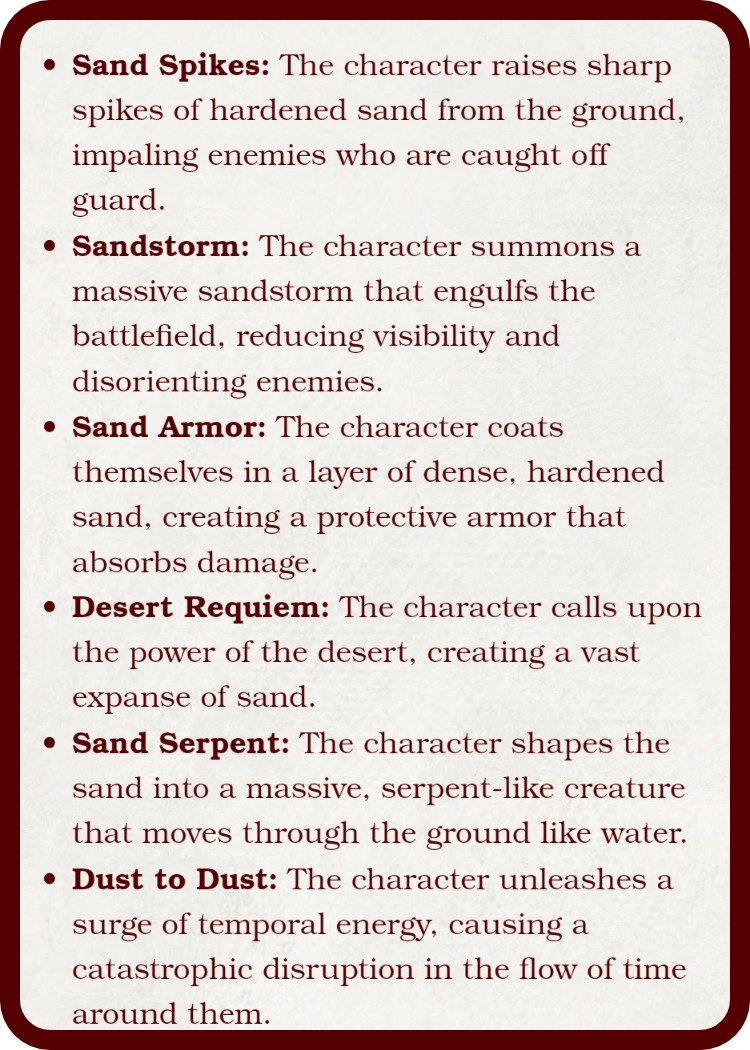 • Sand Spikes: The character raises sharp
spikes of hardened sand from the ground,
impaling enemies who are caught off
guard.
• Sandstorm: The character summons a
massive sandstorm that engulfs the
battlefield, reducing visibility and
disorienting enemies.
• Sand Armor: The character coats
themselves in a layer of dense, hardened
sand, creating a protective armor that
absorbs damage.
• Desert Requiem: The character calls upon
the power of the desert, creating a vast
expanse of sand.
• Sand Serpent: The character shapes the
sand into a massive, serpent-like creature
that moves through the ground like water.
• Dust to Dust: The character unleashes a
surge of temporal energy, causing a
catastrophic disruption in the flow of time
around them.